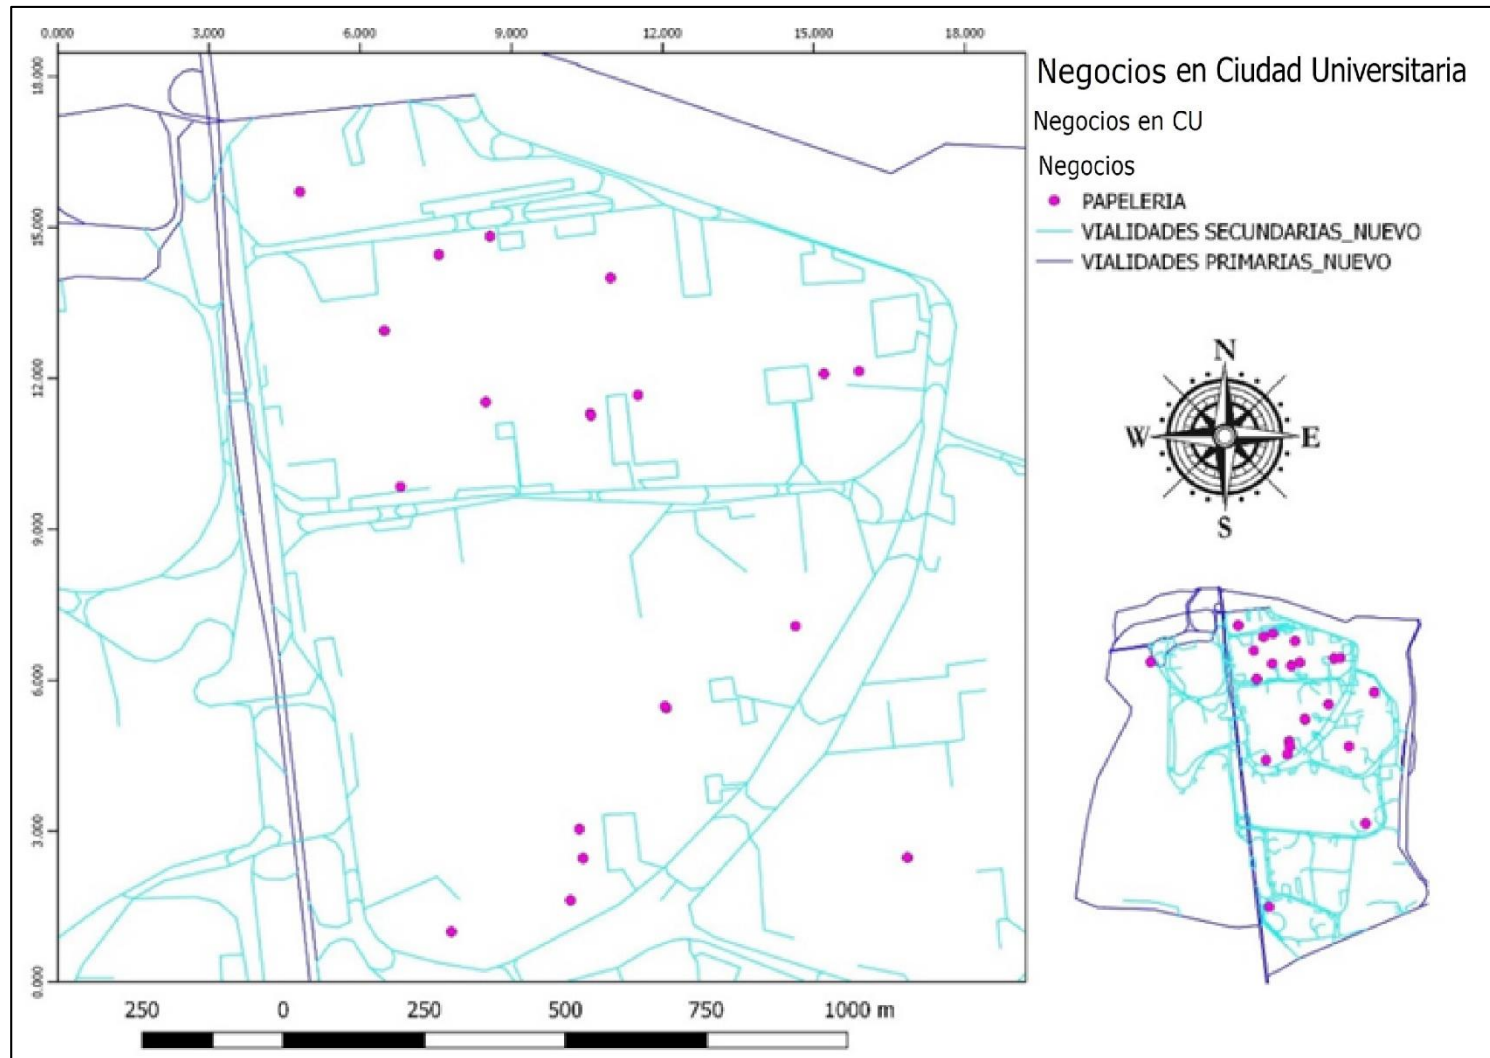 0.000 3.000 6.000 9.000 12.000 15.000 18.000
18.000
15.000
12.000
9.000
6.000
3.000
0.000
Negocios en Ciudad Universitaria
Negocios en CU
Negocios
PAPELERIA
VIALIDADES SECUNDARIAS_NUEVO
VIALIDADES PRIMARIAS_NUEVO
N
W E
S
250 0 250 500 750 1000 m